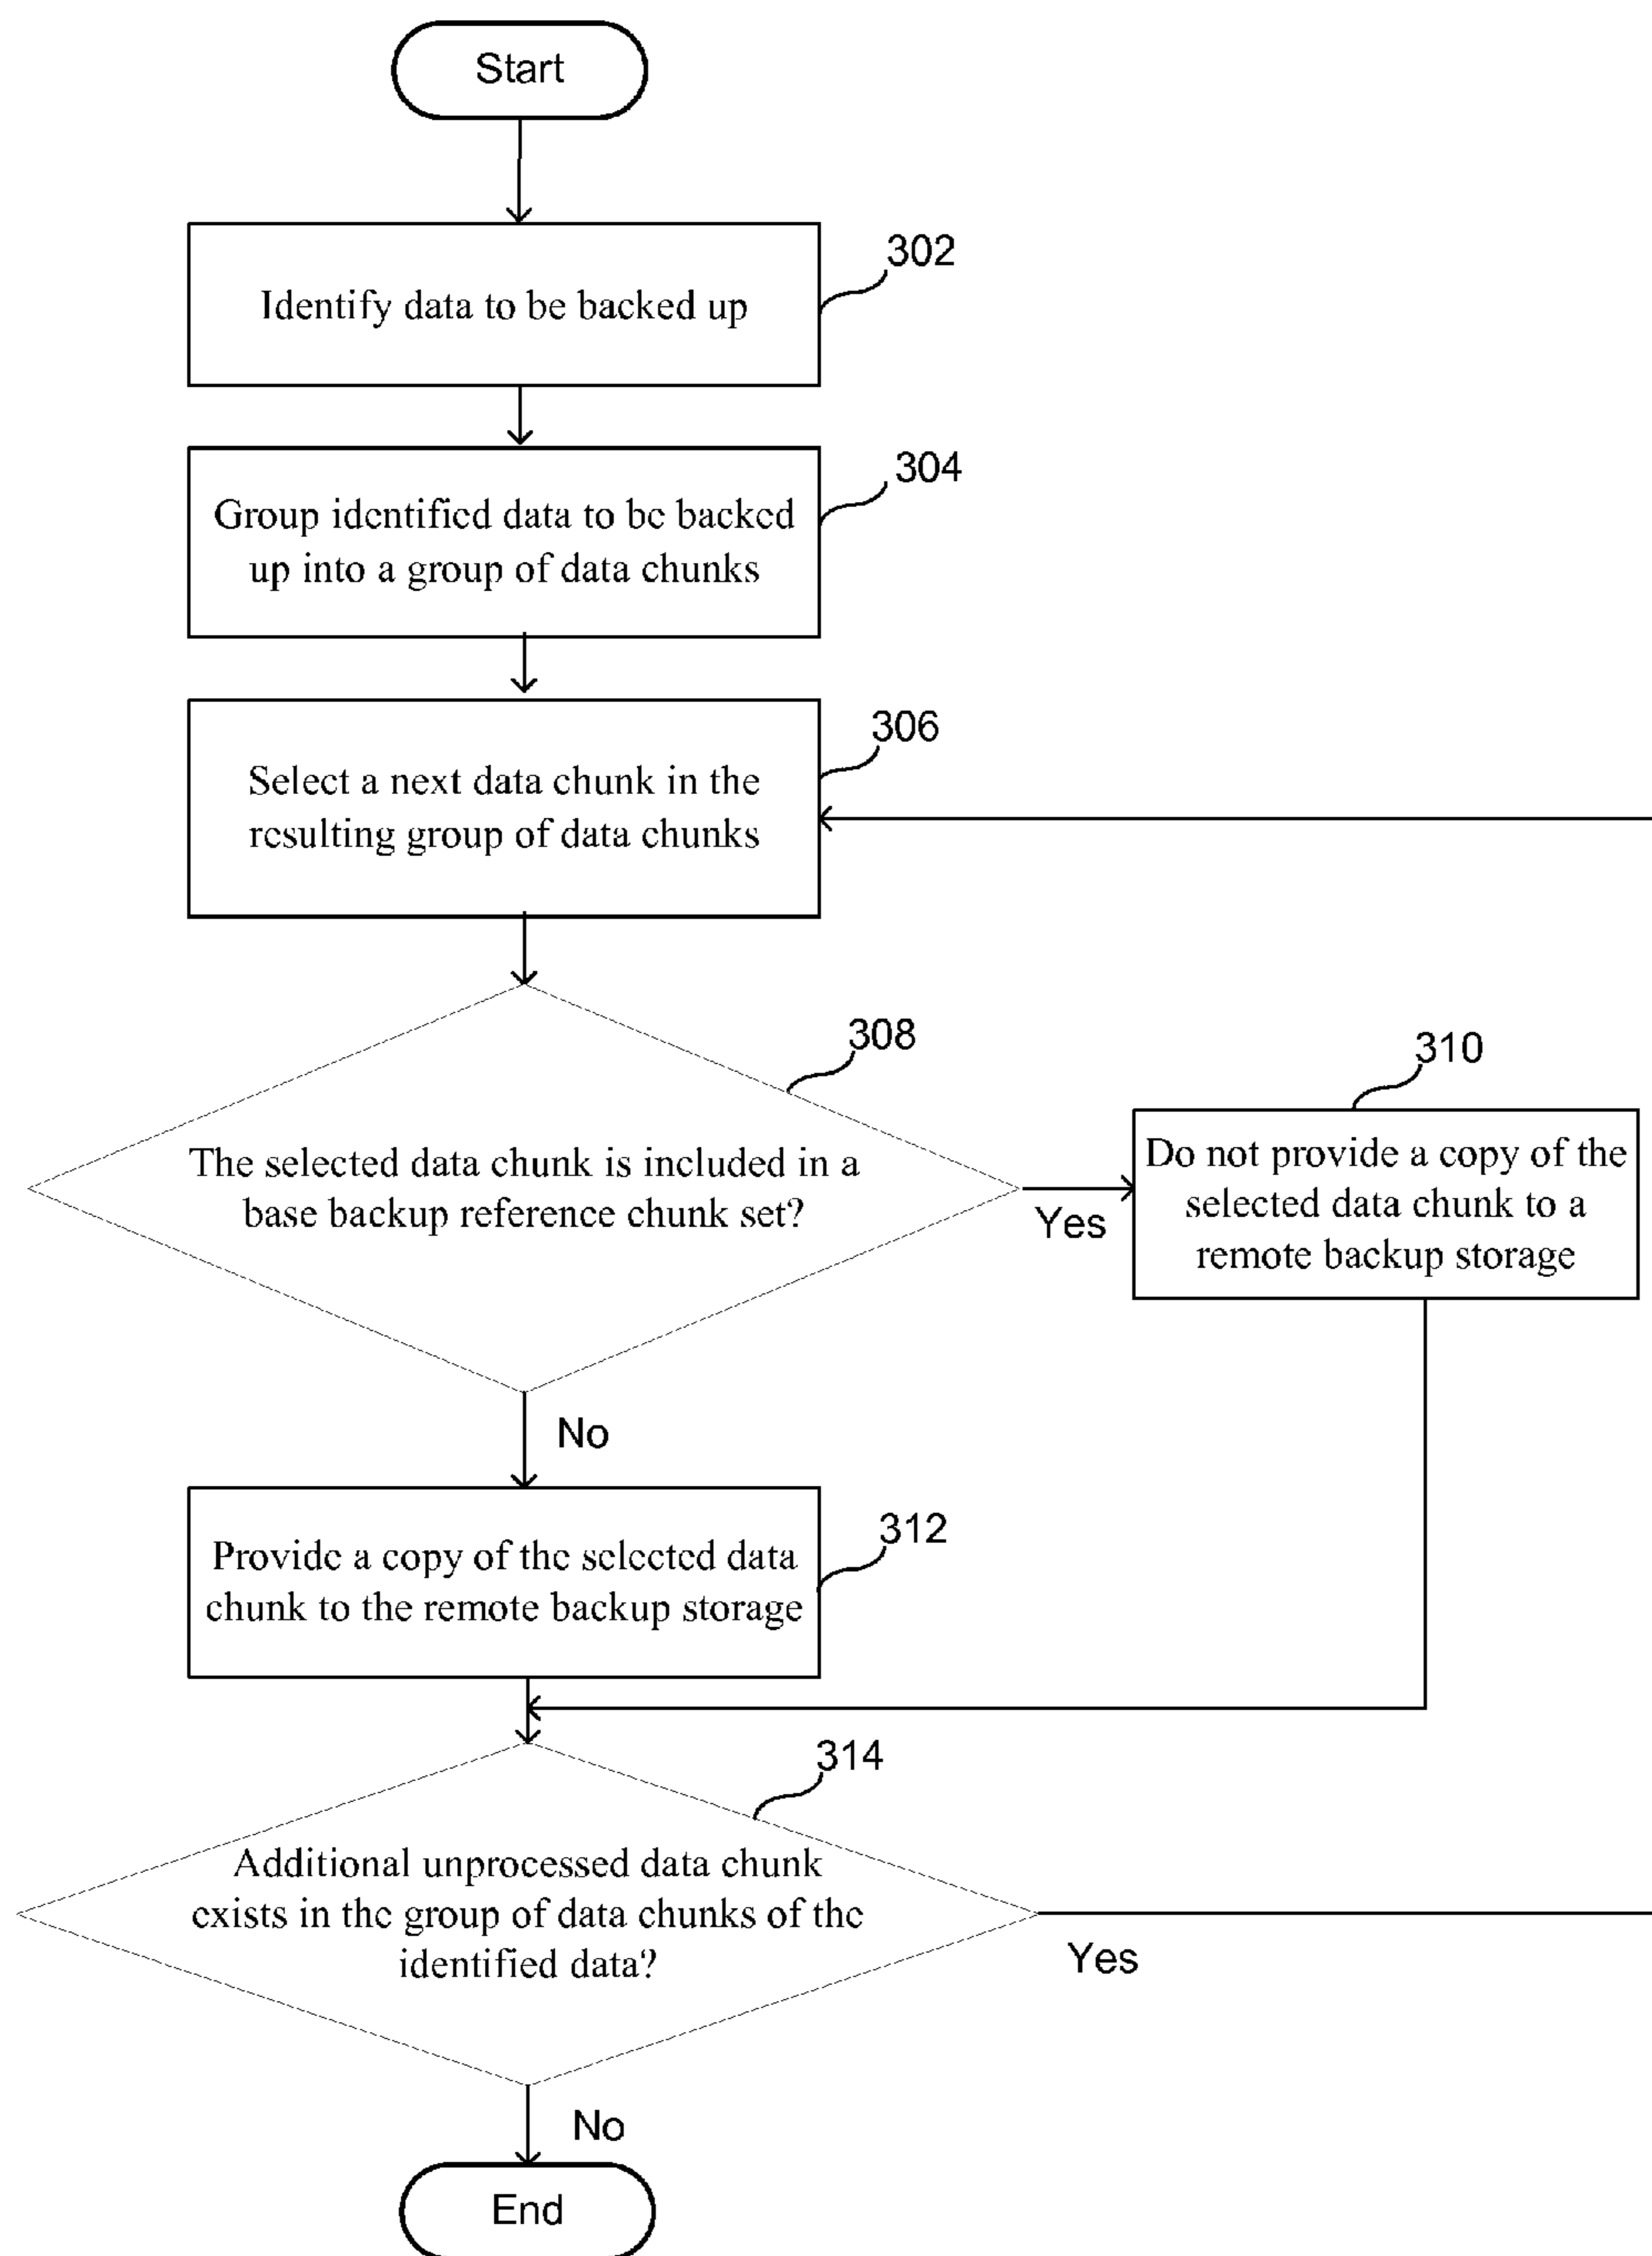 Start
302
Identify data to be backed up
304
Group identified data to be backed
up into a group of data chunks
306
Select a next data chunk in the
resulting group of data chunks
308
The selected data chunk is included in a
base backup reference chunk set?
Yes
310
Do not provide a copy of the
selected data chunk to a
remote backup storage
No
312
Provide a copy of the selected data
chunk to the remote backup storage
314
Additional unprocessed data chunk
exists in the group of data chunks of the
identified data?
Yes
No
End